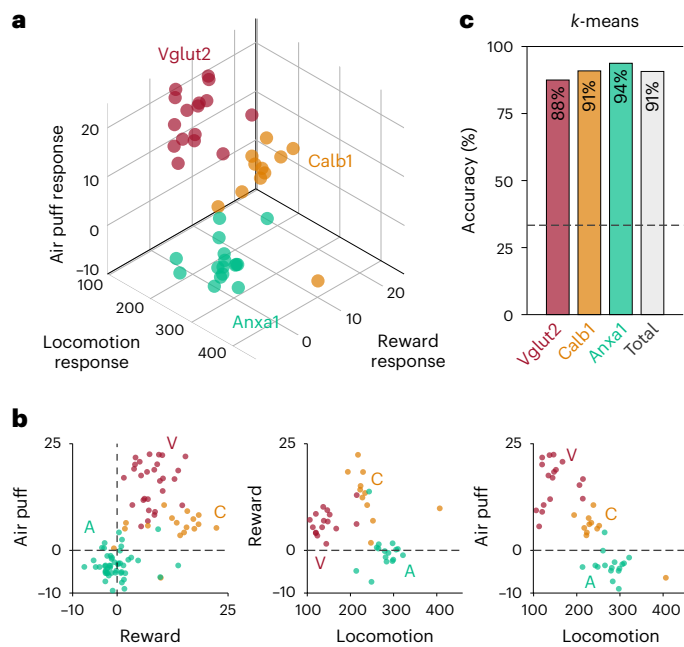 a
Vglut2
Calb1
Anxa1
Air puff response
20
10
0
−10
100
200
300
400
Locomotion
response
0
10
20
Reward
response
c
k-means
Accuracy (%)
100
75
50
25
0
88%
91%
94%
91%
Vglut2
Calb1
Anxa1
Total
b
Air puff
25
0
−10
V
A
C
−10
0
25
Reward
Reward
25
0
−10
C
V
A
100
200
300
400
Locomotion
Air puff
25
0
−10
V
C
A
100
200
300
400
Locomotion